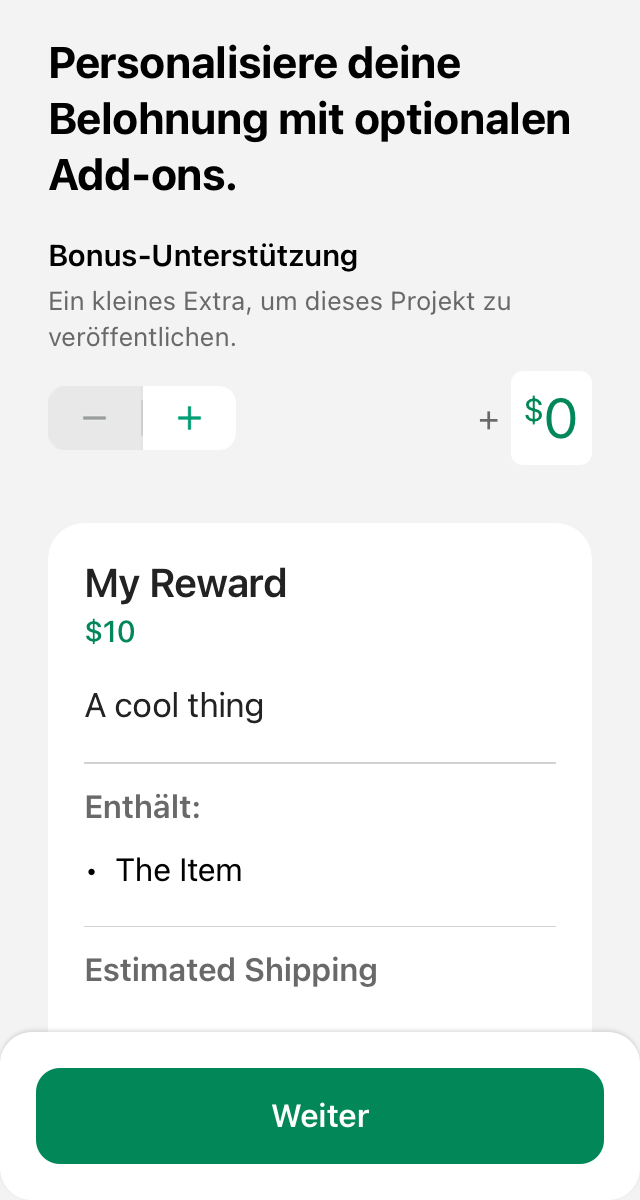 Personalisiere deine
Belohnung mit optionalen
Add-ons.
Bonus-Unterstützung
Ein kleines Extra, um dieses Projekt zu
veröffentlichen.
− +
+ $0
My Reward
$10
A cool thing
Enthält:
• The Item
Estimated Shipping
Weiter